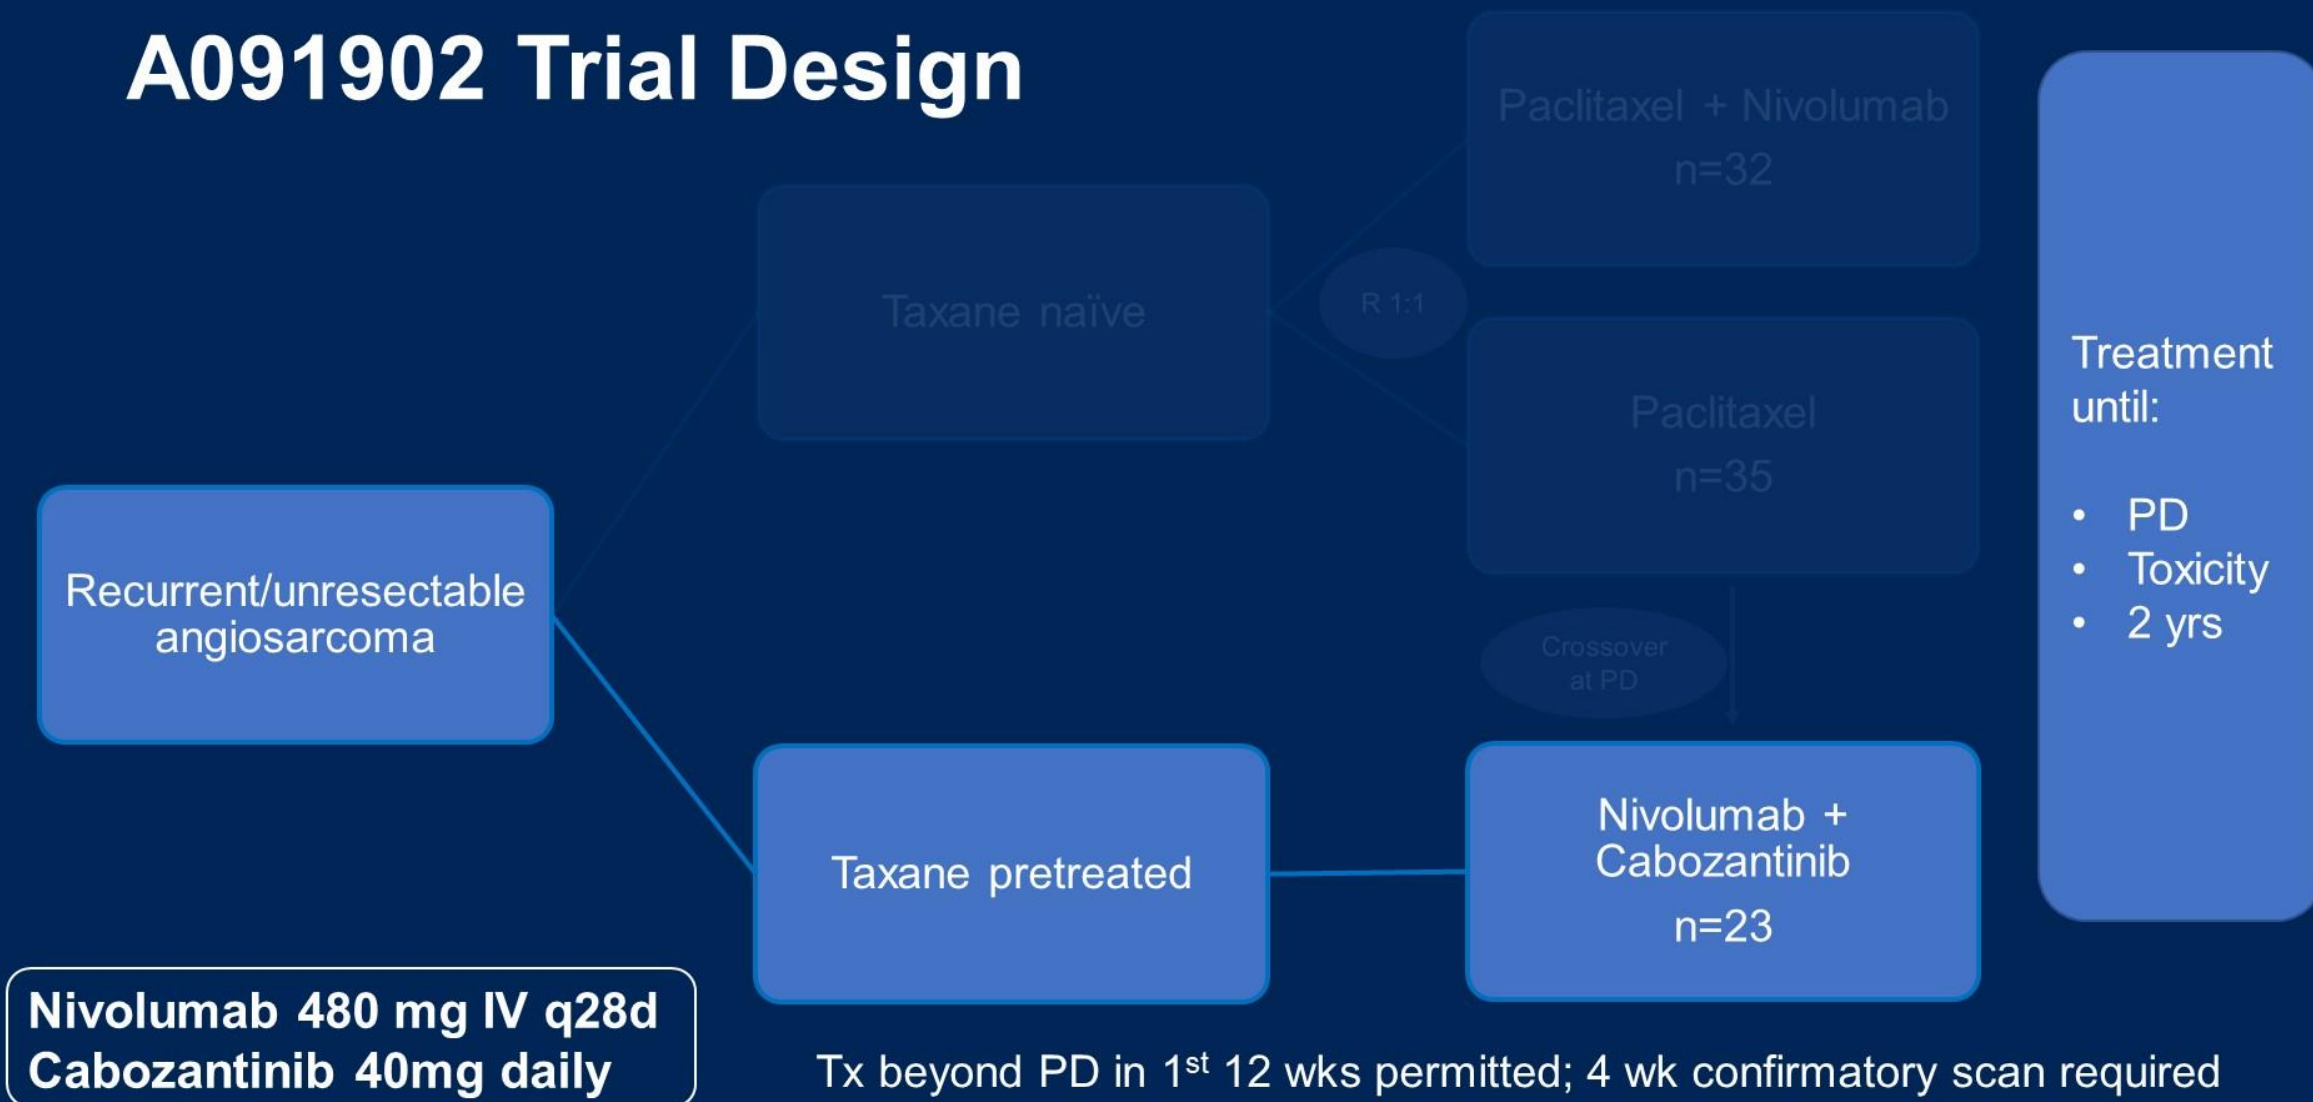 A091902 Trial Design
Paclitaxel + Nivolumab
n=32
Taxane naïve
R 1:1
Paclitaxel
n=35
Crossover
at PD
Recurrent/unresectable
angiosarcoma
Taxane pretreated
Nivolumab +
Cabozantinib
n=23
Treatment
until:
• PD
• Toxicity
• 2 yrs
Nivolumab 480 mg IV q28d
Cabozantinib 40mg daily
Tx beyond PD in 1st 12 wks permitted; 4 wk confirmatory scan required